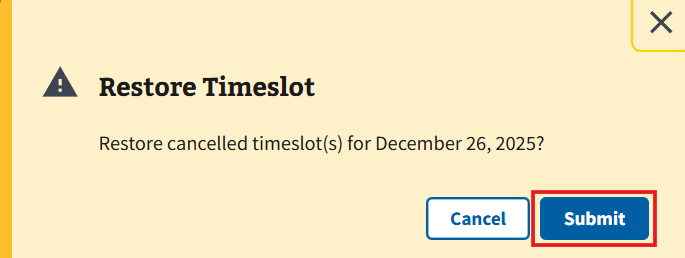 Restore Timeslot
Restore cancelled timeslot(s) for December 26, 2025?
Cancel Submit